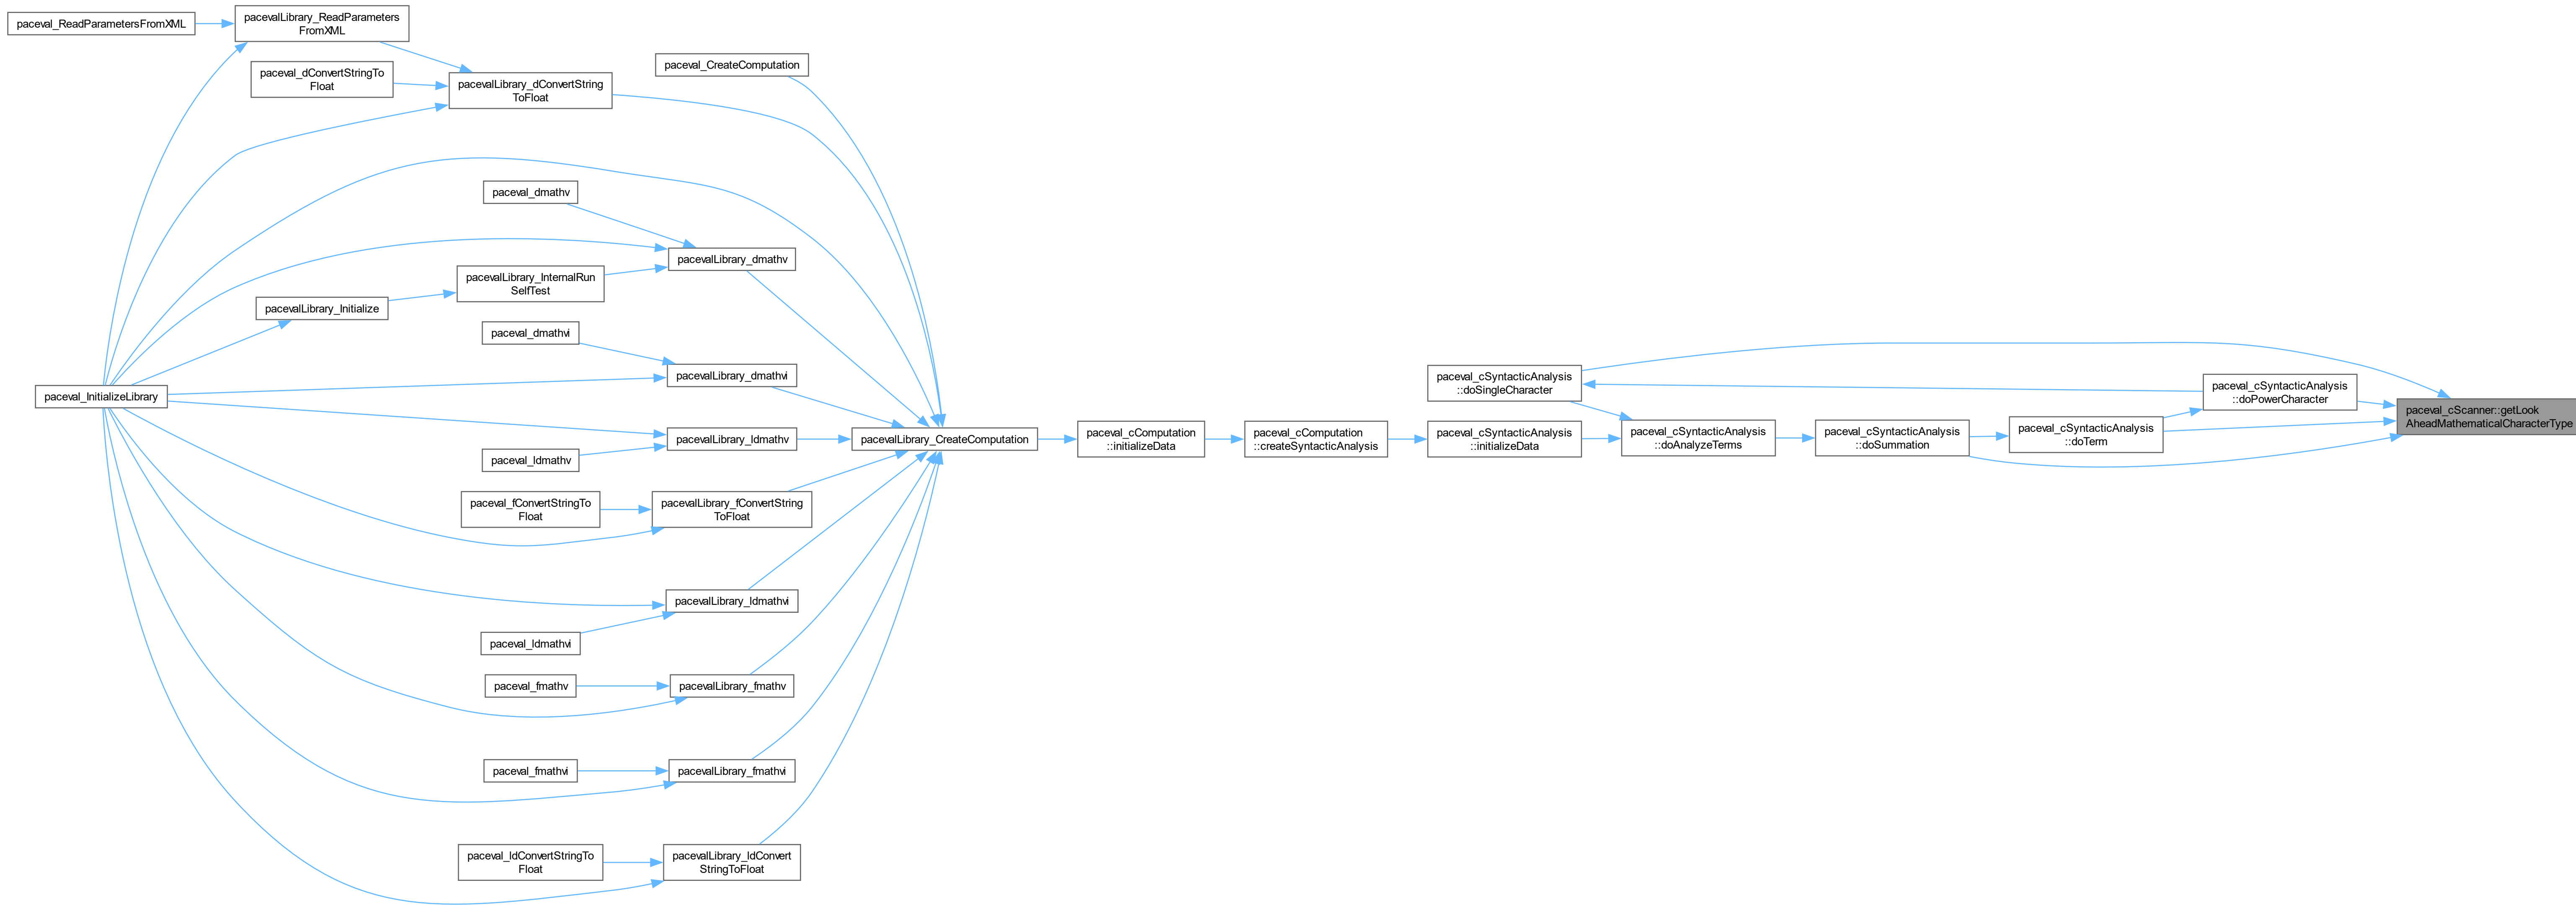 paceval_ReadParametersFromXML
pacevalLibrary_ReadParameters
FromXML
paceval_dConvertStringTo
Float
pacevalLibrary_dConvertString
ToFloat
paceval_CreateComputation
paceval_dmathv
pacevalLibrary_dmathv
pacevalLibrary_InternalRun
SelfTest
pacevalLibrary_Initialize
paceval_dmathvi
pacevalLibrary_dmathvi
paceval_InitializeLibrary
pacevalLibrary_ldmathv
paceval_ldmathv
pacevalLibrary_CreateComputation
paceval_cComputation
::initializeData
paceval_cComputation
::createSyntacticAnalysis
paceval_cSyntacticAnalysis
::initializeData
paceval_cSyntacticAnalysis
::doSingleCharacter
paceval_cSyntacticAnalysis
::doAnalyzeTerms
paceval_cSyntacticAnalysis
::doSummation
paceval_cSyntacticAnalysis
::doTerm
paceval_cSyntacticAnalysis
::doPowerCharacter
paceval_cScanner::getLook
AheadMathematicalCharacterType
paceval_fConvertStringTo
Float
pacevalLibrary_fConvertString
ToFloat
pacevalLibrary_ldmathvi
paceval_ldmathvi
paceval_fmathv
pacevalLibrary_fmathv
paceval_fmathvi
pacevalLibrary_fmathvi
paceval_ldConvertStringTo
Float
pacevalLibrary_ldConvert
StringToFloat